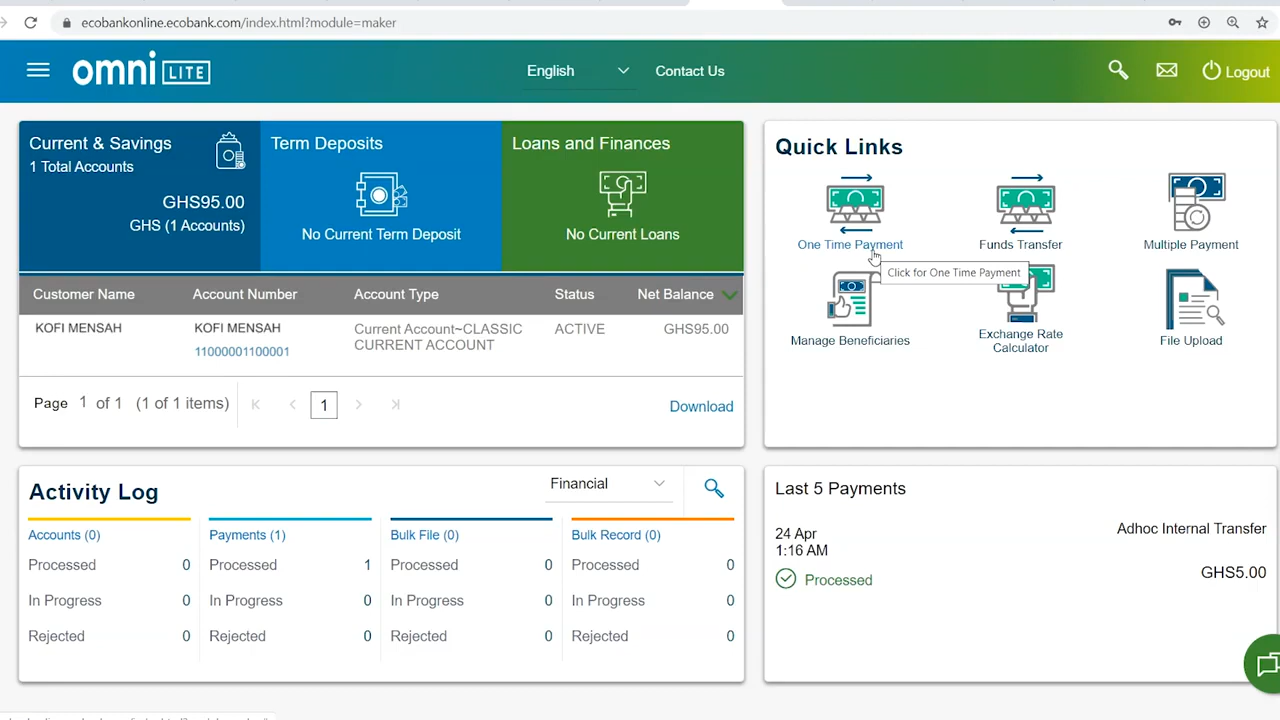 ecobankonline.ecobank.com/index.html?module=maker
omni LITE
English
Contact Us
Logout
Current & Savings
1 Total Accounts
GHS95.00
GHS (1 Accounts)
Term Deposits
No Current Term Deposit
Loans and Finances
No Current Loans
Customer Name Account Number Account Type Status Net Balance
KOFI MENSAH KOFI MENSAH Current Account~CLASSIC ACTIVE GHS95.00
11000001100001 CURRENT ACCOUNT
Page 1 of 1 (1 of 1 items) 1 Download
Quick Links
One Time Payment Funds Transfer Multiple Payment
Click for One Time Payment
Manage Beneficiaries
Exchange Rate
Calculator
File Upload
Activity Log
Financial
Accounts (0) Payments (1) Bulk File (0) Bulk Record (0)
Processed 0 Processed 1 Processed 0 Processed 0
In Progress 0 In Progress 0 In Progress 0 In Progress 0
Rejected 0 Rejected 0 Rejected 0 Rejected 0
Last 5 Payments
24 Apr
1:16 AM
Adhoc Internal Transfer
GHS5.00
Processed